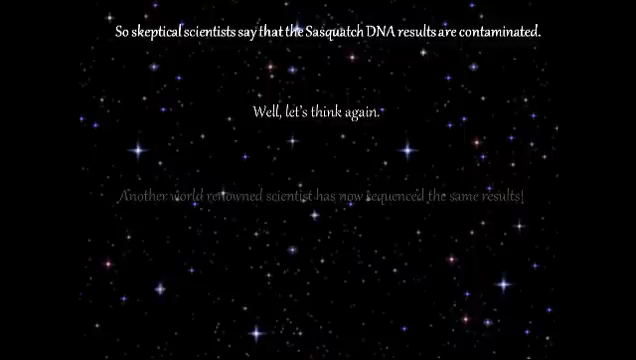 So skeptical scientists say that the Sasquatch DNA results are contaminated.
Well, let's think again.
Another world renowned scientist has now sequenced the same results!